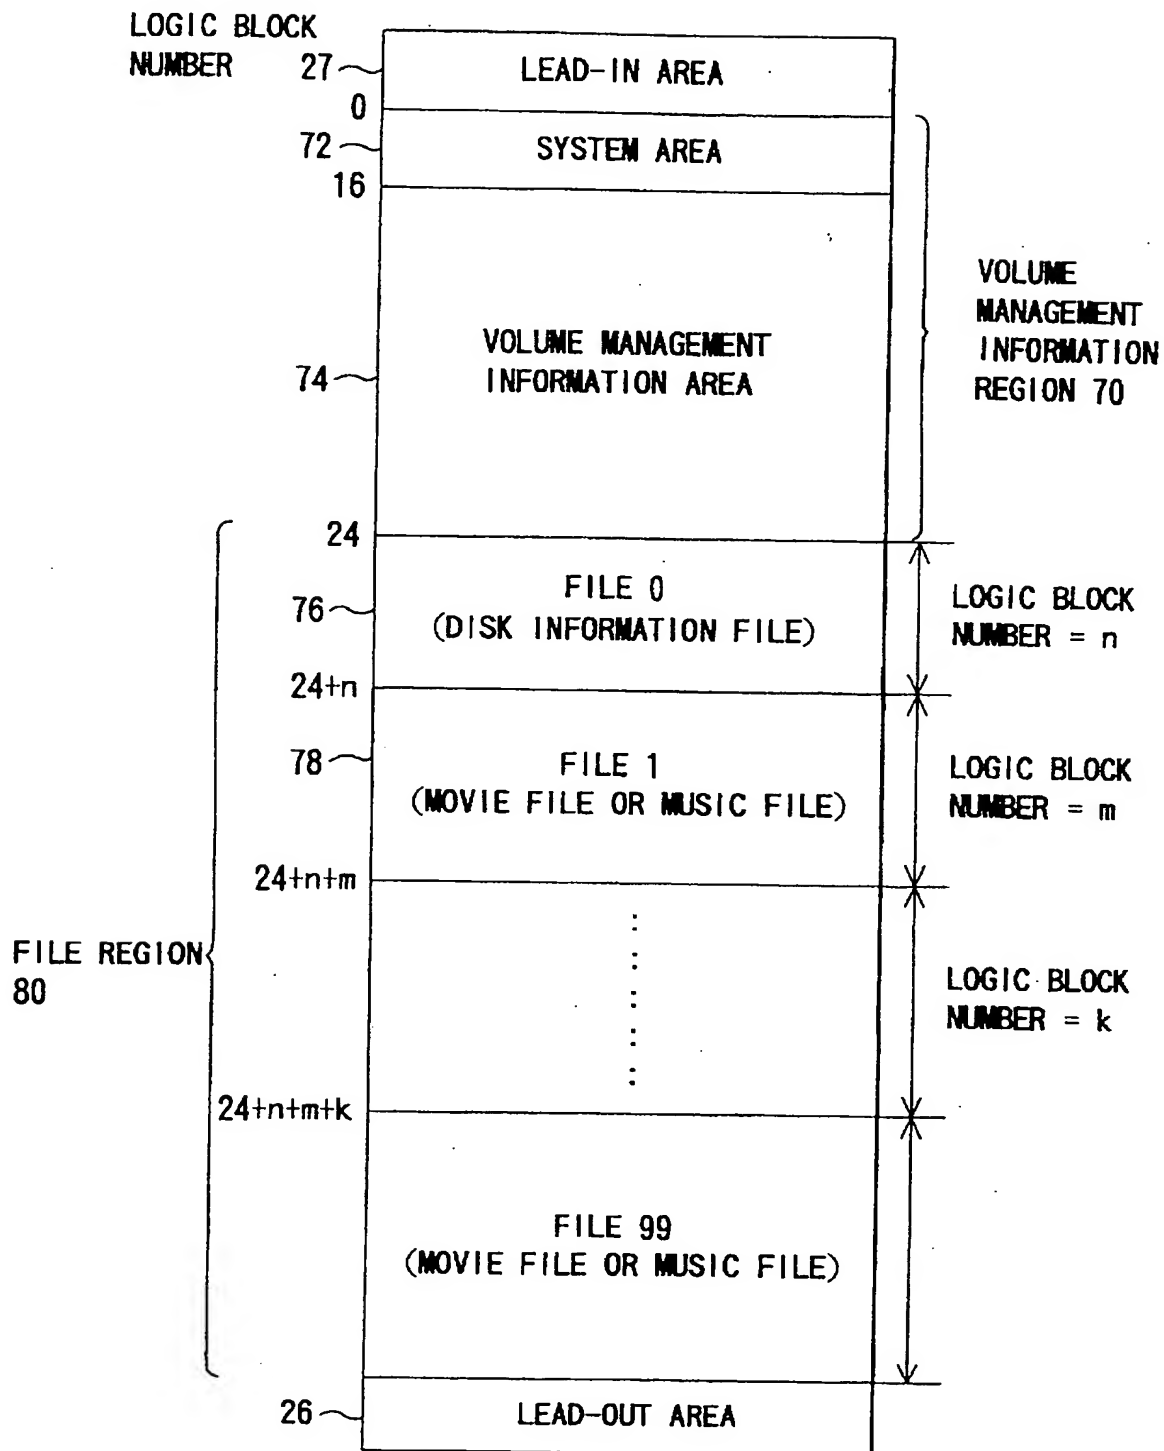 LOGIC BLOCK
NUMBER
27
LEAD-IN AREA
0
72
SYSTEM AREA
16
VOLUME
MANAGEMENT
INFORMATION
REGION 70
VOLUME MANAGEMENT
INFORMATION AREA
74
24
FILE 0
(DISK INFORMATION FILE)
76
LOGIC BLOCK
NUMBER = n
24+n
78
FILE 1
(MOVIE FILE OR MUSIC FILE)
LOGIC BLOCK
NUMBER = m
24+n+m
FILE REGION
80
LOGIC BLOCK
NUMBER = k
24+n+m+k
FILE 99
(MOVIE FILE OR MUSIC FILE)
26
LEAD-OUT AREA